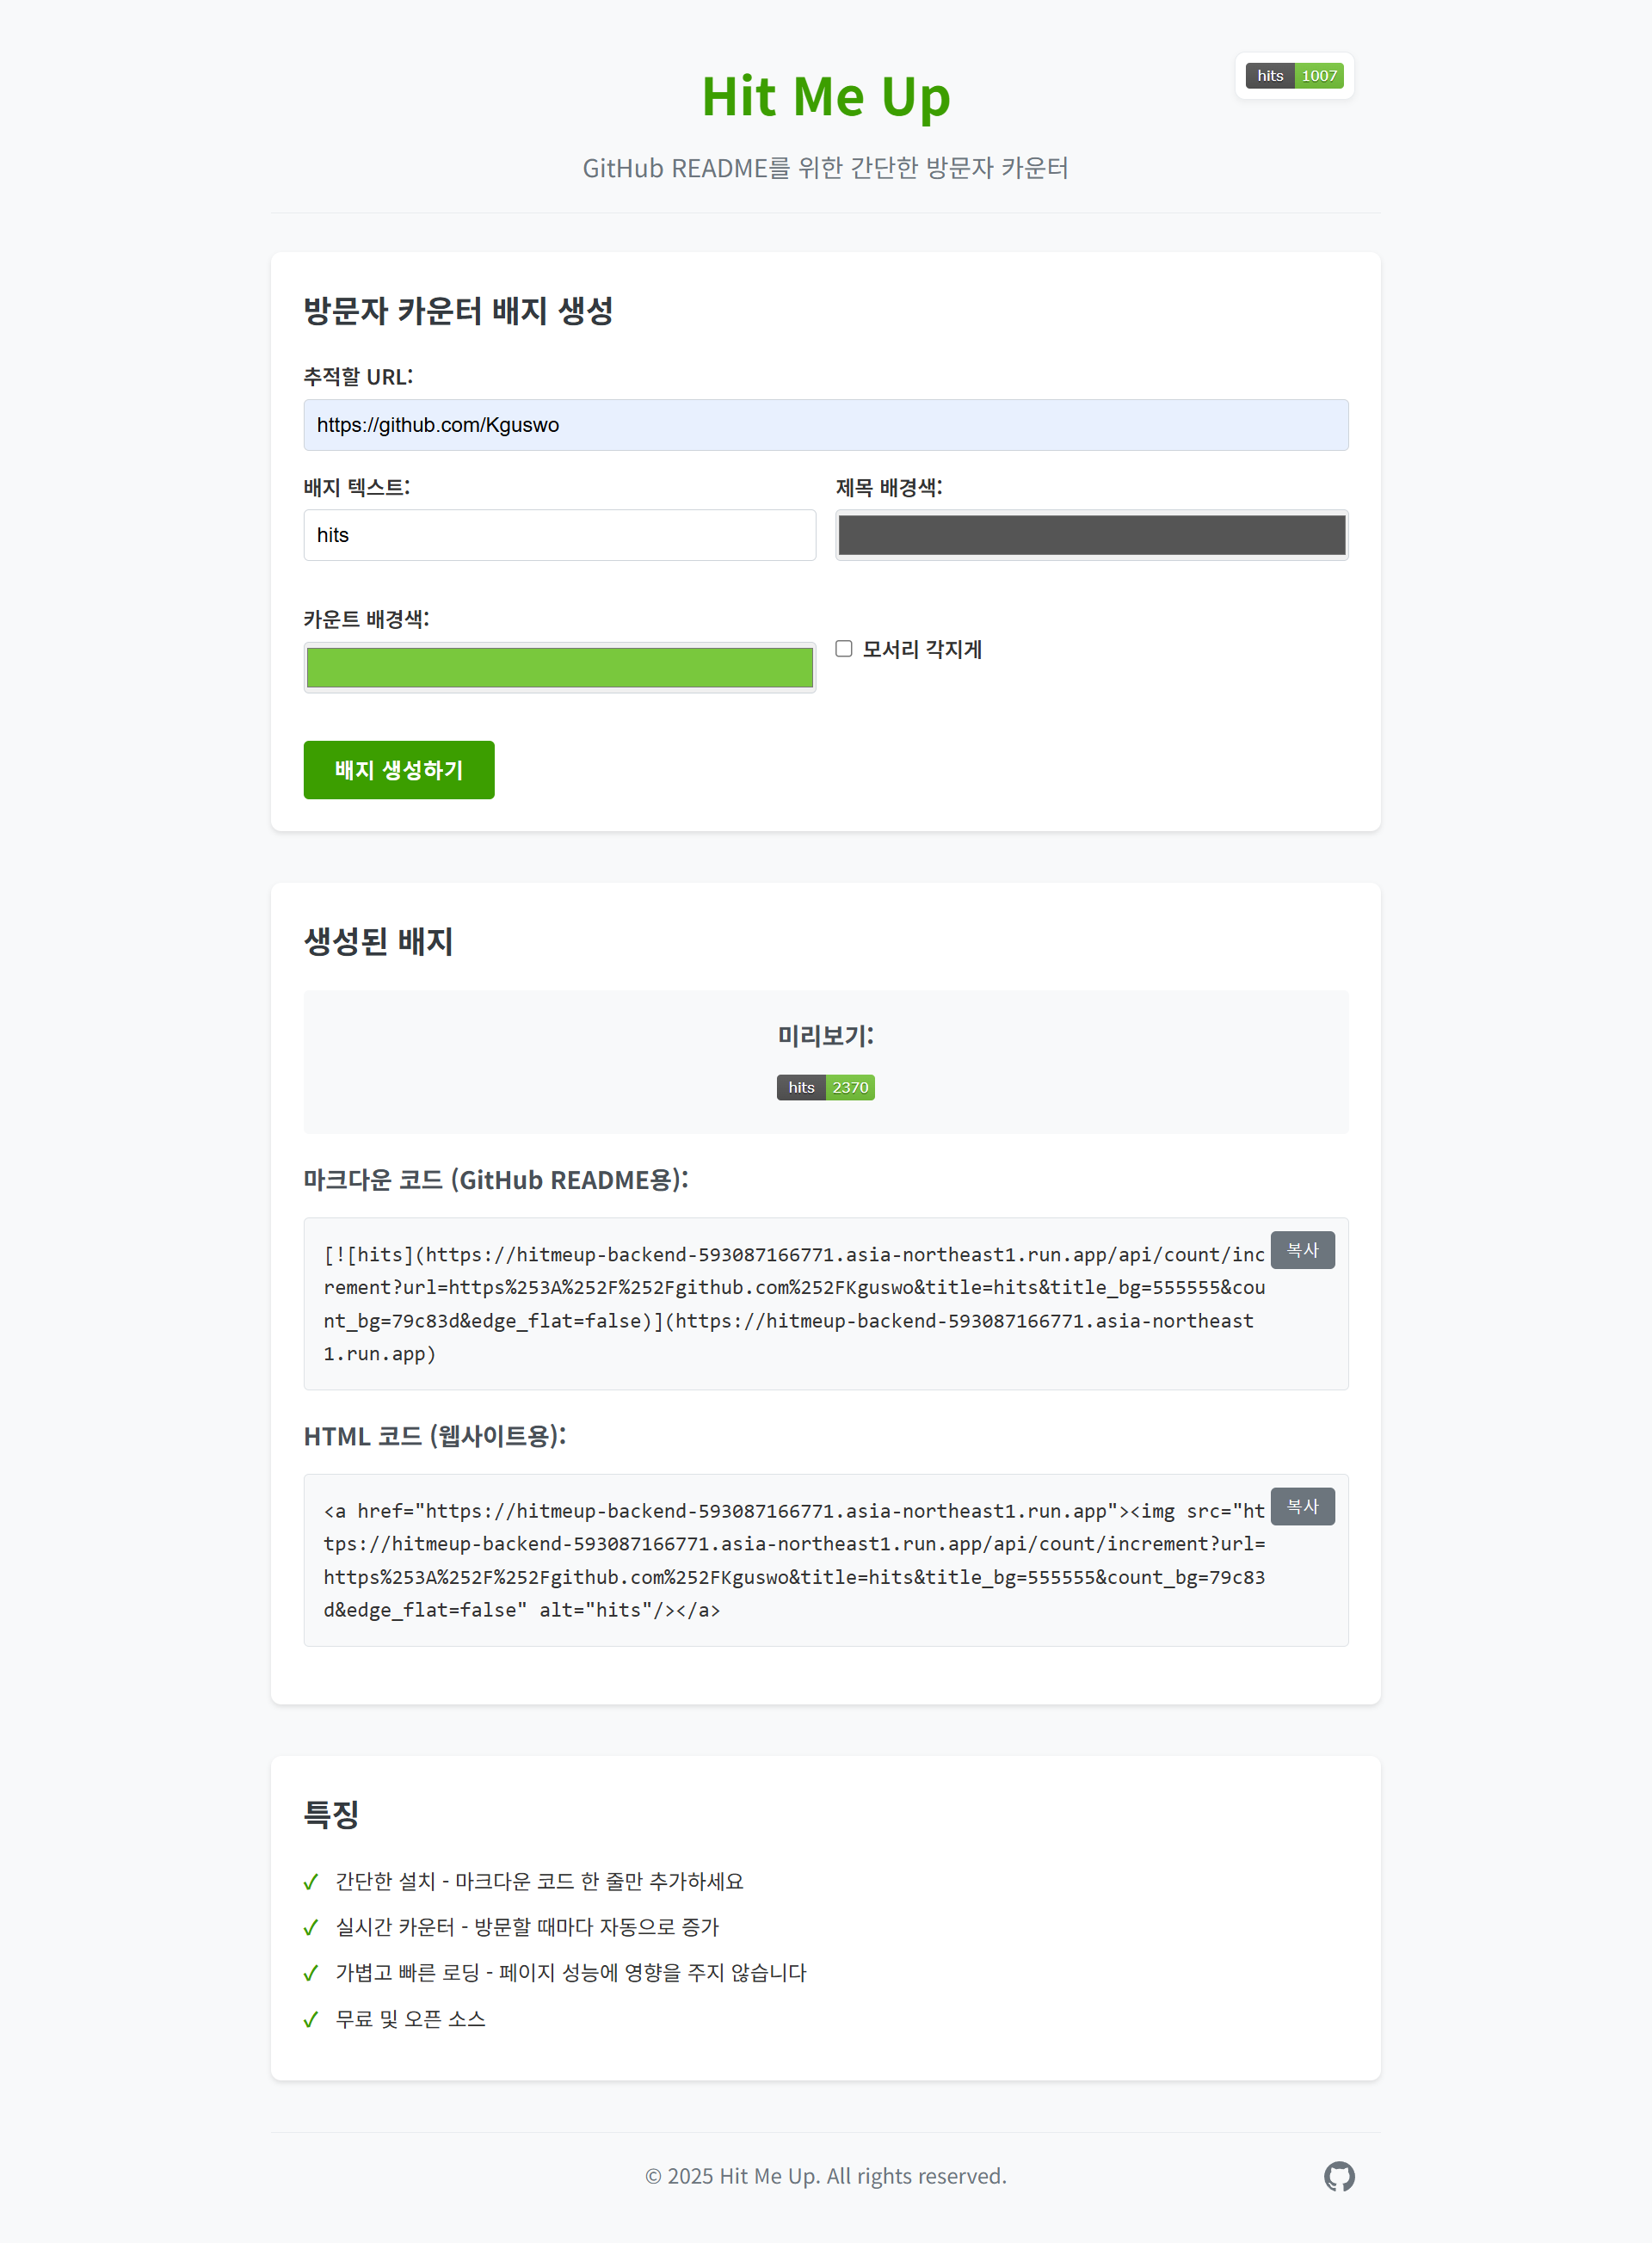 Hit Me Up
hits 1007
GitHub README를 위한 간단한 방문자 카운터
방문자 카운터 배지 생성
추적할 URL:
https://github.com/Kguswo
배지 텍스트:
제목 배경색:
hits
카운트 배경색:
모서리 각지게
배지 생성하기
생성된 배지
미리보기:
hits 2370
마크다운 코드 (GitHub README용):
복사
[![hits](https://hitmeup-backend-593087166771.asia-northeast1.run.app/api/count/inc
rement?url=https%253A%252F%252Fgithub.com%252FKguswo&title=hits&title_bg=555555&cou
nt_bg=79c83d&edge_flat=false)](https://hitmeup-backend-593087166771.asia-northeast
1.run.app)
HTML 코드 (웹사이트용):
복사
<a href="https://hitmeup-backend-593087166771.asia-northeast1.run.app"><img src="ht
tps://hitmeup-backend-593087166771.asia-northeast1.run.app/api/count/increment?url=
https%253A%252F%252Fgithub.com%252FKguswo&title=hits&title_bg=555555&count_bg=79c83
d&edge_flat=false" alt="hits"/></a>
특징
✓ 간단한 설치 - 마크다운 코드 한 줄만 추가하세요
✓ 실시간 카운터 - 방문할 때마다 자동으로 증가
✓ 가볍고 빠른 로딩 - 페이지 성능에 영향을 주지 않습니다
✓ 무료 및 오픈 소스
© 2025 Hit Me Up. All rights reserved.